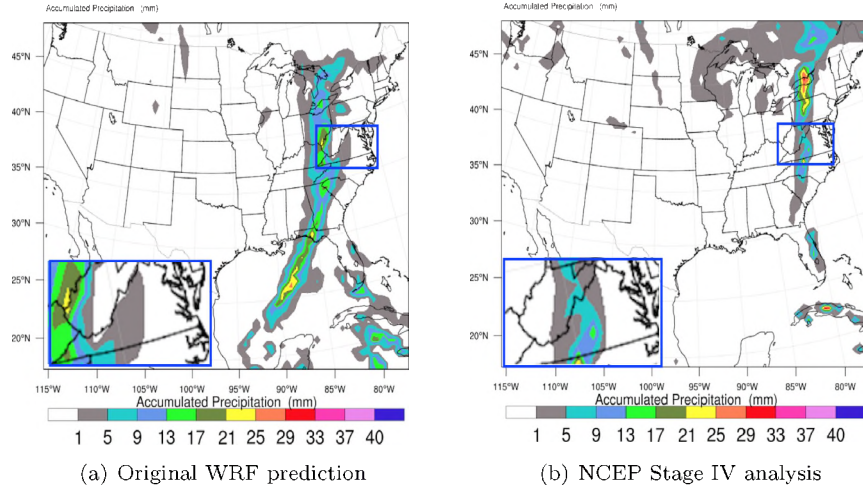 Accumulated Precipitation (mm)
45°N
40°N
35°N
30°N
25°N
20°N
115°W 110°W 105°W 100°W 95°W 90°W 85°W 80°W
Accumulated Precipitation (mm)
1 5 9 13 17 21 25 29 33 37 40
(a) Original WRF prediction
Accumulated Precipitation (mm)
45°N
40°N
35°N
30°N
25°N
20°N
115°W 110°W 105°W 100°W 95°W 90°W 85°W 80°W
Accumulated Precipitation (mm)
1 5 9 13 17 21 25 29 33 37 40
(b) NCEP Stage IV analysis